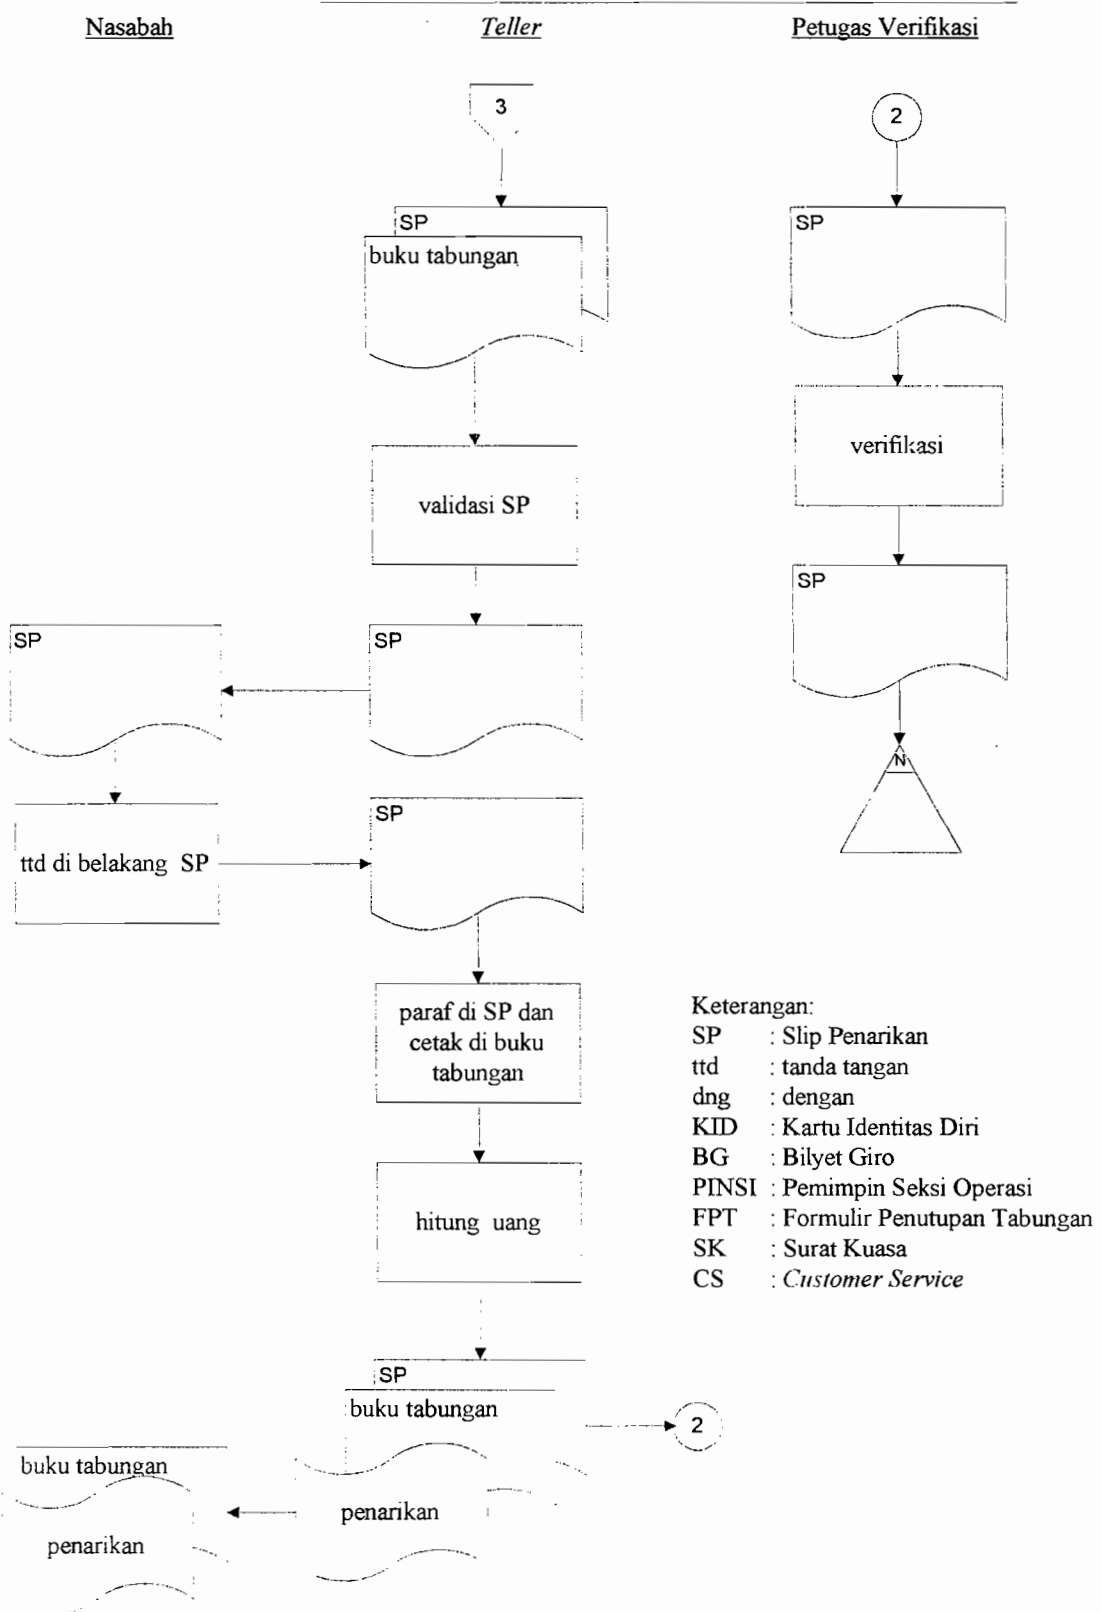 Nasabah
Teller
Petugas Verifikasi
3
2
SP
buku tabungan
SP
validasi SP
verifikasi
SP
SP
SP
ttd di belakang SP
SP
N
paraf di SP dan
cetak di buku
tabungan
hitung uang
Keterangan:
SP : Slip Penarikan
ttd : tanda tangan
dng : dengan
KID : Kartu Identitas Diri
BG : Bilyet Giro
PINSI : Pemimpin Seksi Operasi
FPT : Formulir Penutupan Tabungan
SK : Surat Kuasa
CS : Customer Service
SP
buku tabungan
2
penarikan
buku tabungan
penarikan